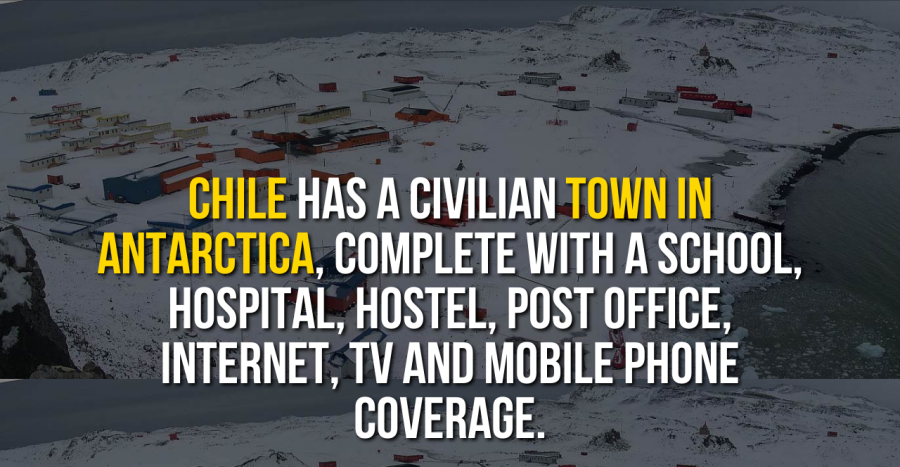 CHILE HAS A CIVILIAN TOWN IN
ANTARCTICA, COMPLETE WITH A SCHOOL,
HOSPITAL, HOSTEL, POST OFFICE,
INTERNET, TV AND MOBILE PHONE
COVERAGE.